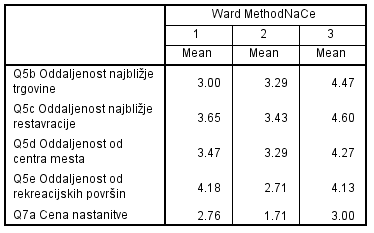 Ward MethodNaCe
1 2 3
Mean Mean Mean
Q5b Oddaljenost najbližje
trgovine 3.00 3.29 4.47
Q5c Oddaljenost najbližje
restavracije 3.65 3.43 4.60
Q5d Oddaljenost od
centra mesta 3.47 3.29 4.27
Q5e Oddaljenost od
rekreacijskih površin 4.18 2.71 4.13
Q7a Cena nastanitve 2.76 1.71 3.00